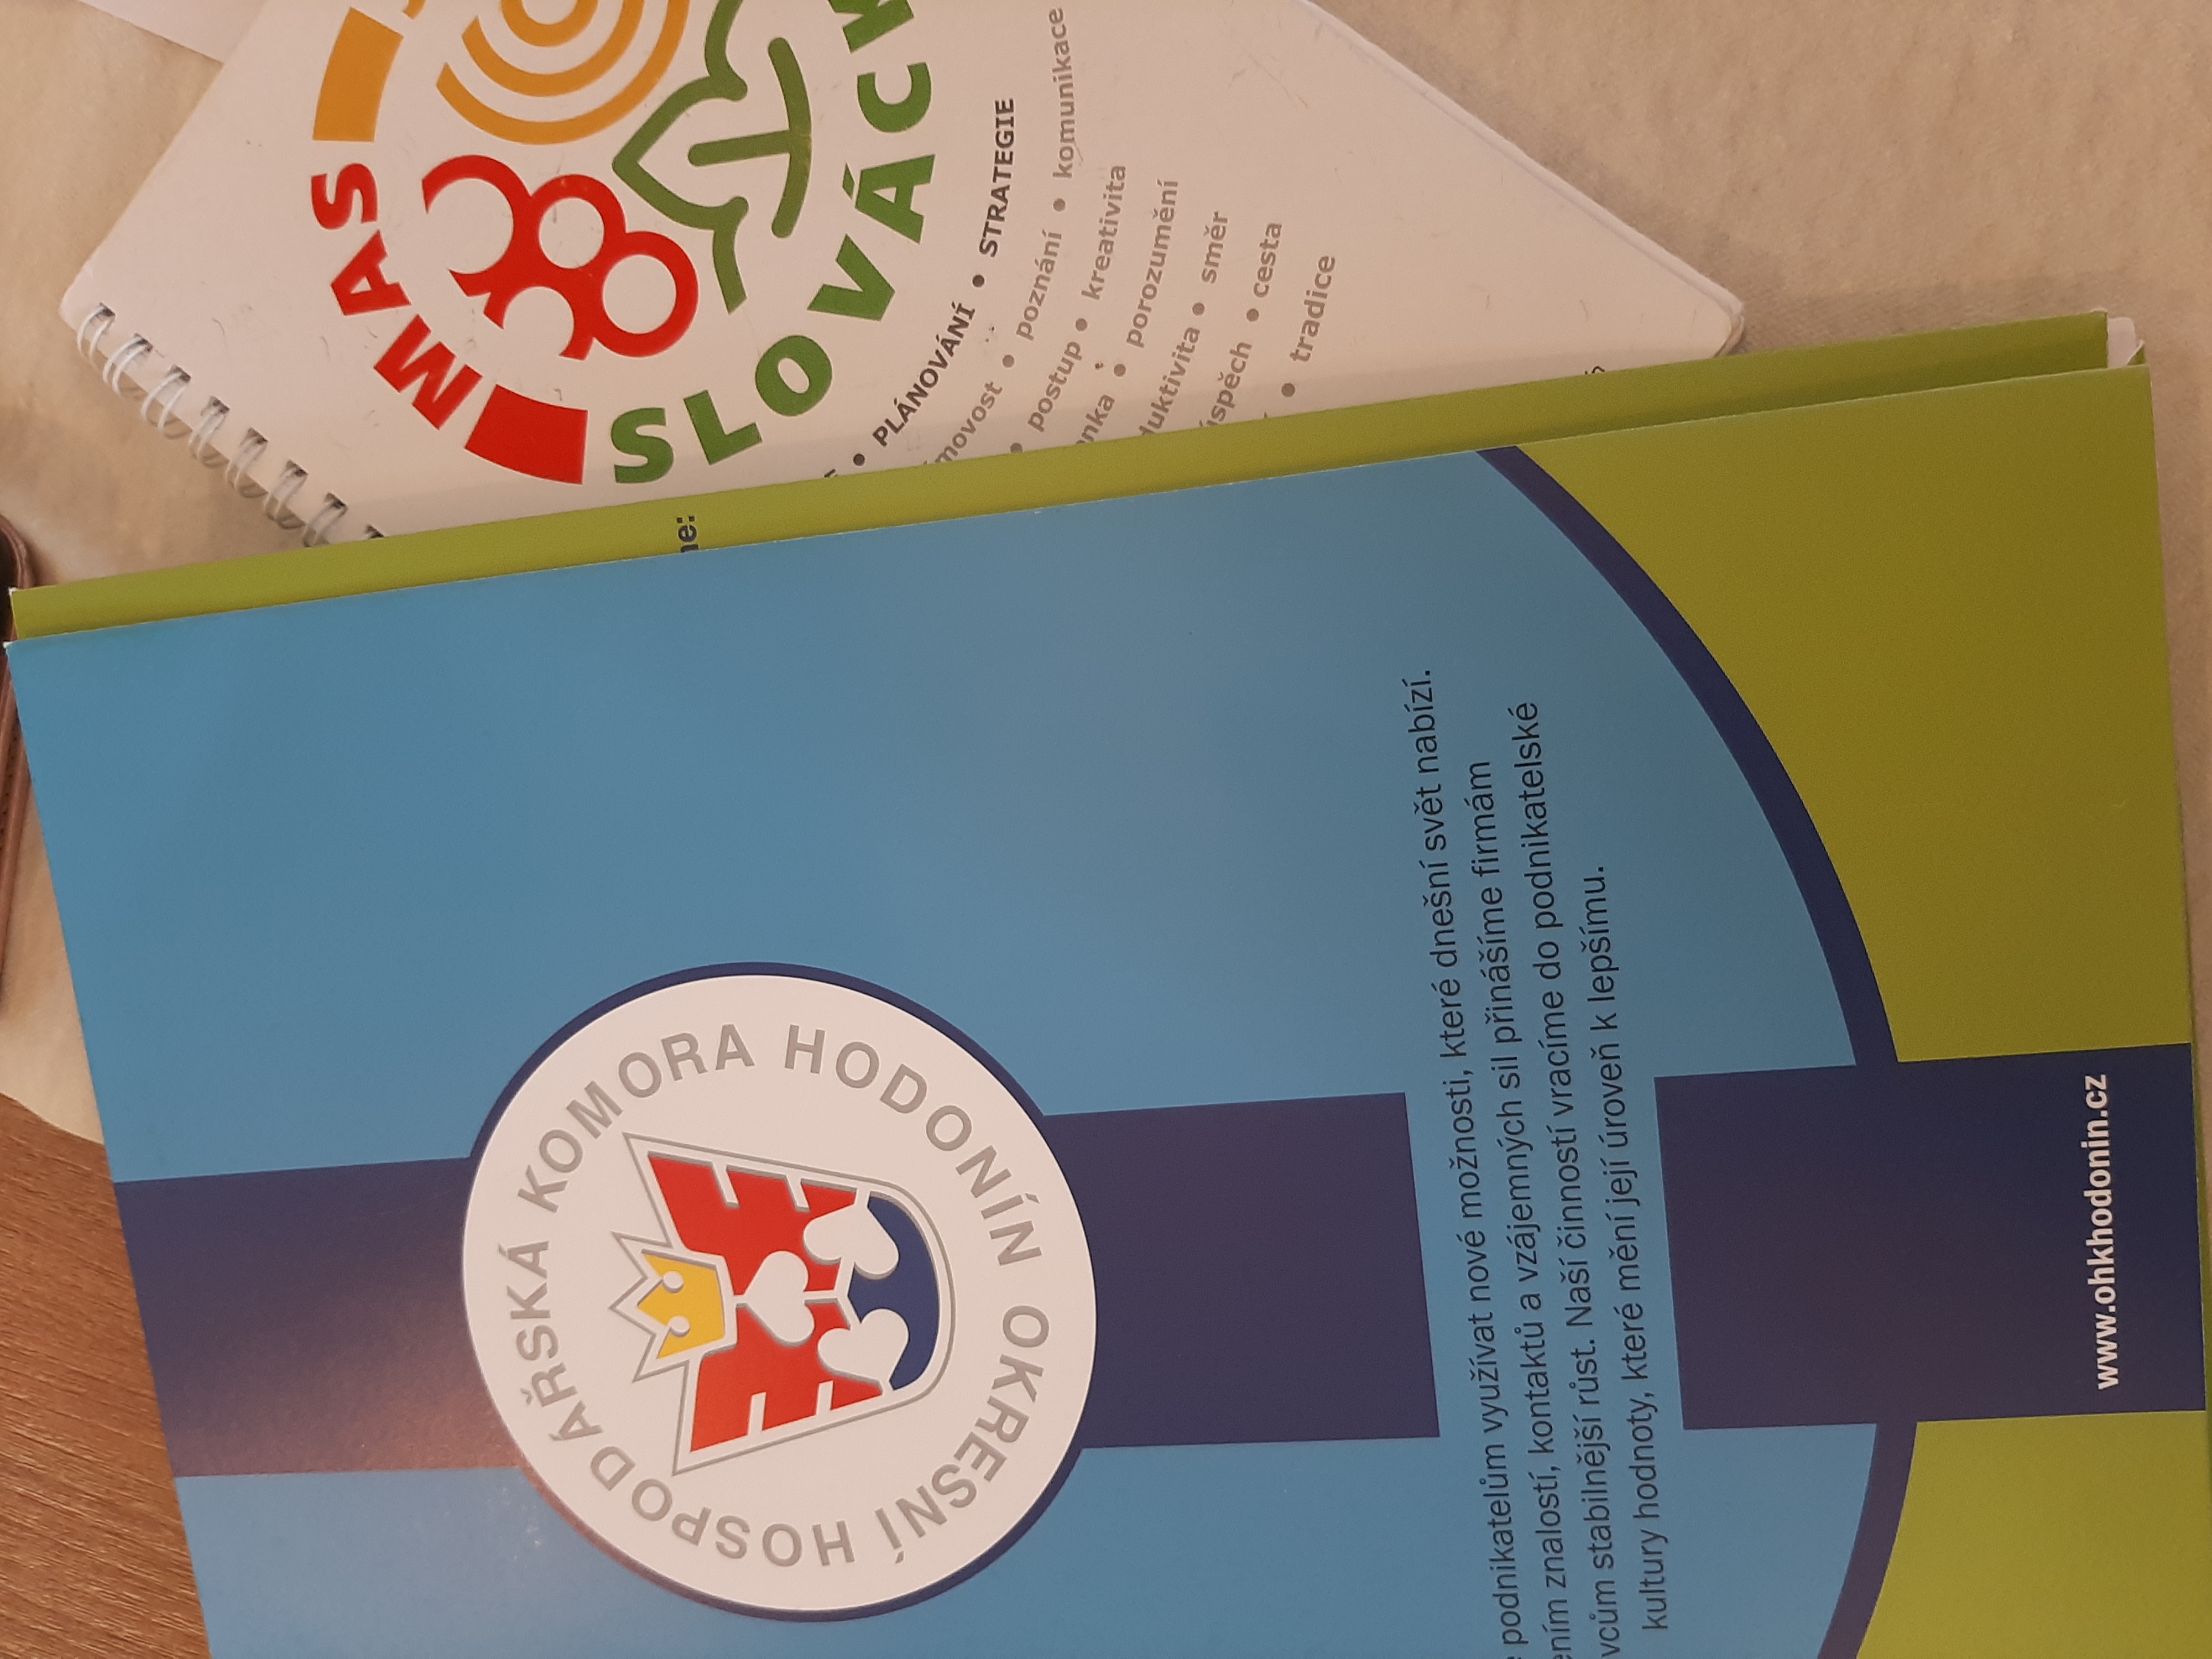 MAS
SLOVÁC
• PLÁNOVÁNÍ • STRATEGIE
• poznání • komunikace
• postup • kreativita
• porozumění
• směr
• cesta
• tradice
OKRESNÍ HOSPODÁŘSKÁ KOMORA HODONÍN
podnikatelům využívat nové možnosti, které dnešní svět nabízí.
znalostí, kontaktů a vzájemných sil přinášíme firmám
stabilnější růst. Naší činností vracíme do podnikatelské
kultury hodnoty, které mění její úroveň k lepšímu.
www.ohkhodonin.cz